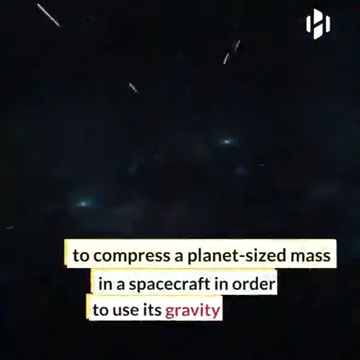 to compress a planet-sized mass
in a spacecraft in order
to use its gravity